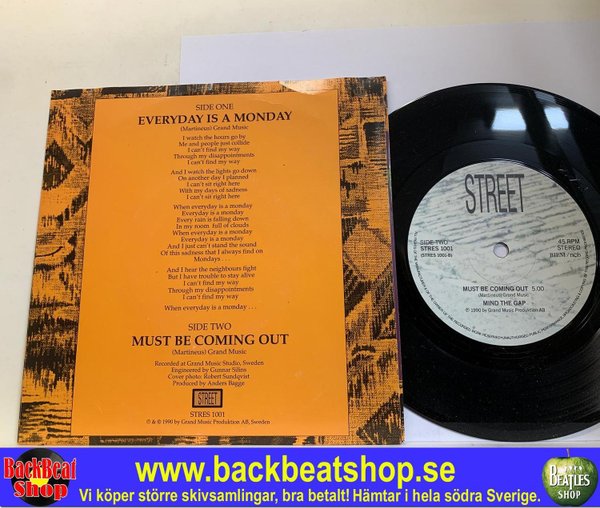 SIDE ONE
EVERYDAY IS A MONDAY
(Martineus) Grand Music
I watch the hours go by
Me and people just collide
I can't find my way
Through my disappointments
I can't find my way
And I watch the lights go down
On another day I planned
I can't sit right here
With my days of sadness
I can't sit right here
When everyday is a monday
Everyday is a monday
Every rain is falling down
In my room full of clouds
When everyday is a monday
Everyday is a monday
And I just can't stand the sound
Of this sadness that I always find on
Mondays . . .
And I hear the neighbours fight
But I have trouble to stay alive
I can't find my way
Through my disappointments
I can't find my way
When everyday is a monday . . .
SIDE TWO
MUST BE COMING OUT
(Martineus) Grand Music
Recorded at Grand Music Studio, Sweden
Engineered by Gunnar Silins
Cover photo: Robert Sundqvist
Produced by Anders Bagge
STREET
STRES 1001
℗ & © 1990 by Grand Music Produktion AB, Sweden
STREET
SIDE TWO
STRES 1001
(STRES 1001-B)
45 RPM
STEREO
BIEM / ncb
MUST BE COMING OUT 5:00
(Martineus) Grand Music
MIND THE GAP
℗ 1990 by Grand Music Produktion AB
BackBeat
Shop
www.backbeatshop.se
Vi köper större skivsamlingar, bra betalt! Hämtar i hela södra Sverige.
BEATLES
SHOP